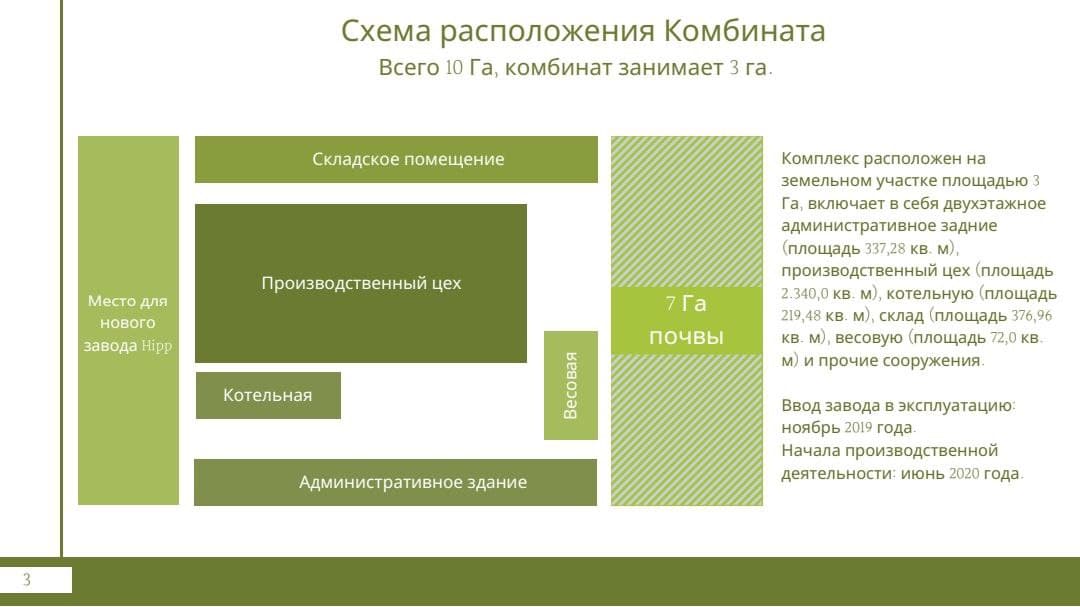 Схема расположения Комбината
Всего 10 Га, комбинат занимает 3 га.
Место для
нового
завода Hipp
Складское помещение
Производственный цех
Котельная
Весовая
Административное здание
7 Га
почвы
Комплекс расположен на
земельном участке площадью 3
Га, включает в себя двухэтажное
административное задние
(площадь 337,28 кв. м),
производственный цех (площадь
2.340,0 кв. м), котельную (площадь
219,48 кв. м), склад (площадь 376,96
кв. м), весовую (площадь 72,0 кв.
м) и прочие сооружения.
Ввод завода в эксплуатацию:
ноябрь 2019 года.
Начала производственной
деятельности: июнь 2020 года.
3